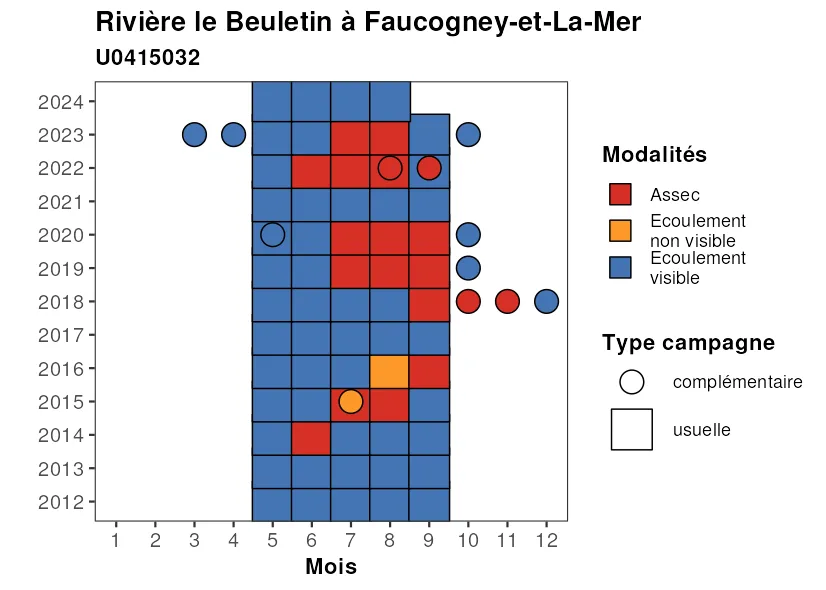 Rivière le Beuletin à Faucogney-et-La-Mer
U0415032
2024
2023
2022
2021
2020
2019
2018
2017
2016
2015
2014
2013
2012
1 2 3 4 5 6 7 8 9 10 11 12
Mois
Modalités
Assec
Ecoulement
non visible
Ecoulement
visible
Type campagne
complémentaire
usuelle